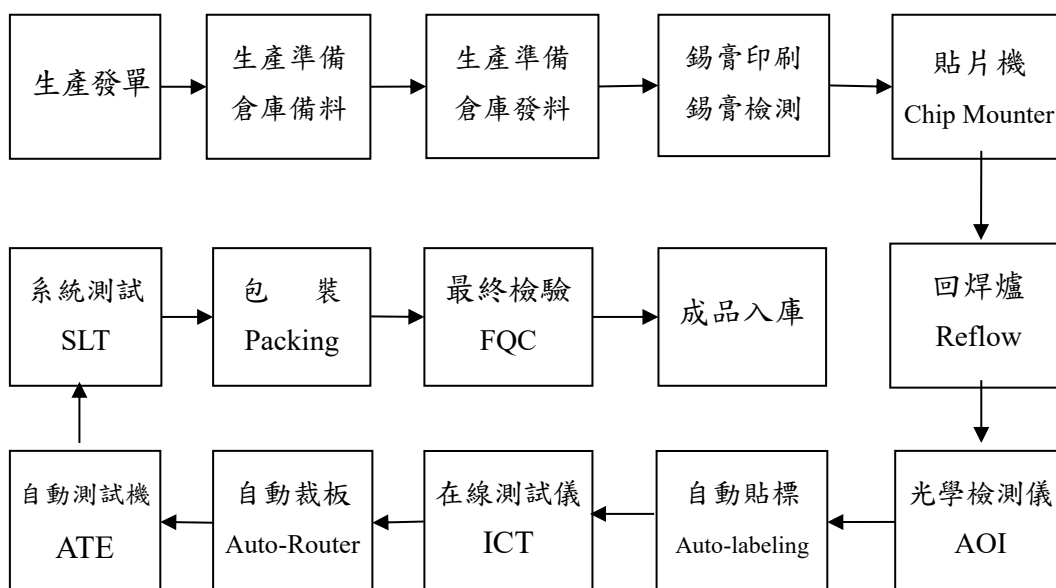 生產發單
生產準備
倉庫備料
生產準備
倉庫發料
錫膏印刷
錫膏檢測
貼片機
Chip Mounter
回焊爐
Reflow
光學檢測儀
AOI
自動貼標
Auto-labeling
在線測試儀
ICT
自動裁板
Auto-Router
自動測試機
ATE
系統測試
SLT
包 裝
Packing
最終檢驗
FQC
成品入庫